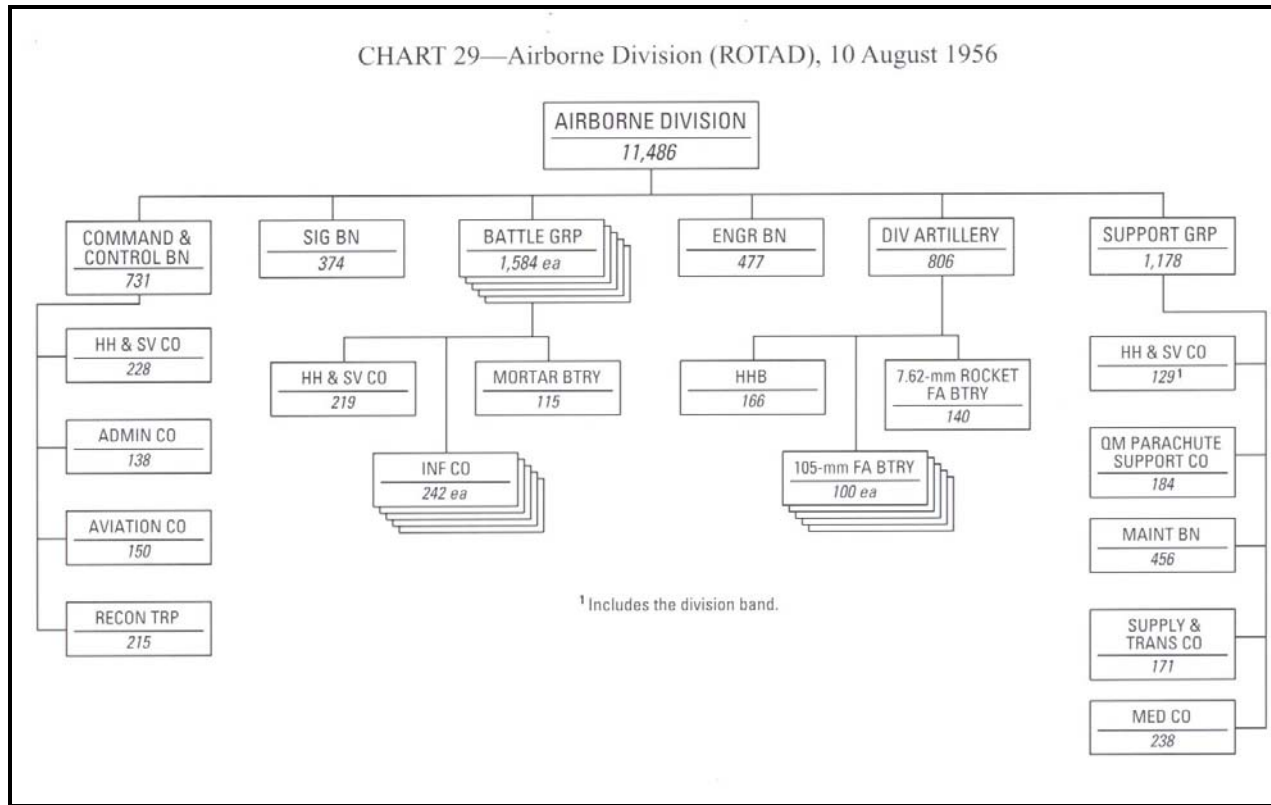 CHART 29—Airborne Division (ROTAD), 10 August 1956
AIRBORNE DIVISION
11,486
COMMAND &
CONTROL BN
731
SIG BN
374
BATTLE GRP
1,584 ea
ENGR BN
477
DIV ARTILLERY
806
SUPPORT GRP
1,178
HH & SV CO
228
ADMIN CO
138
AVIATION CO
150
RECON TRP
215
HH & SV CO
219
MORTAR BTRY
115
INF CO
242 ea
HHB
166
7.62-mm ROCKET
FA BTRY
140
105-mm FA BTRY
100 ea
HH & SV CO
129¹
QM PARACHUTE
SUPPORT CO
184
MAINT BN
456
SUPPLY &
TRANS CO
171
MED CO
238
¹ Includes the division band.